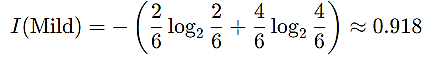 I(Mild) = −(2/6 log₂ 2/6 + 4/6 log₂ 4/6) ≈ 0.918